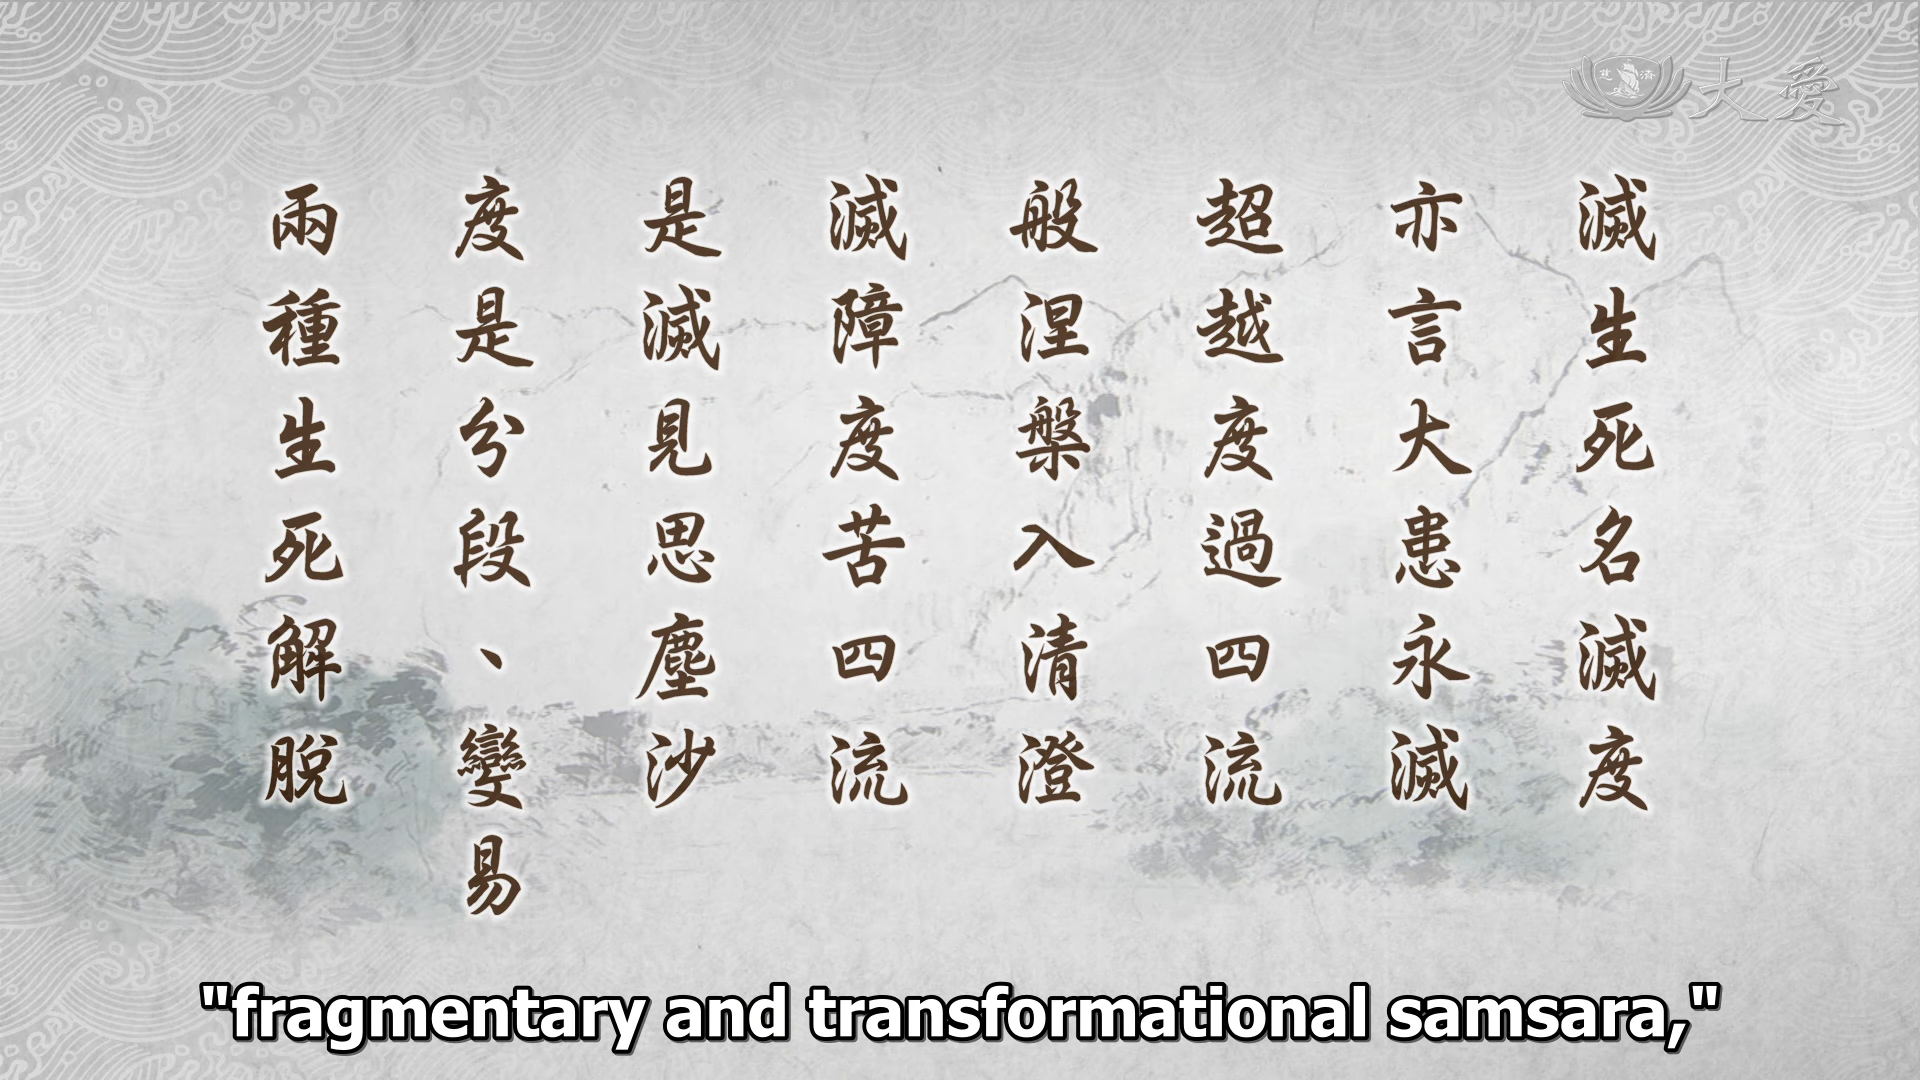 慈濟 大愛
滅生死名滅度
亦言大患永滅
超越度過四流
般涅槃入清澄
滅障度苦四流
是滅見思塵沙
度是分段、變易
兩種生死解脫
"fragmentary and transformational samsara,"